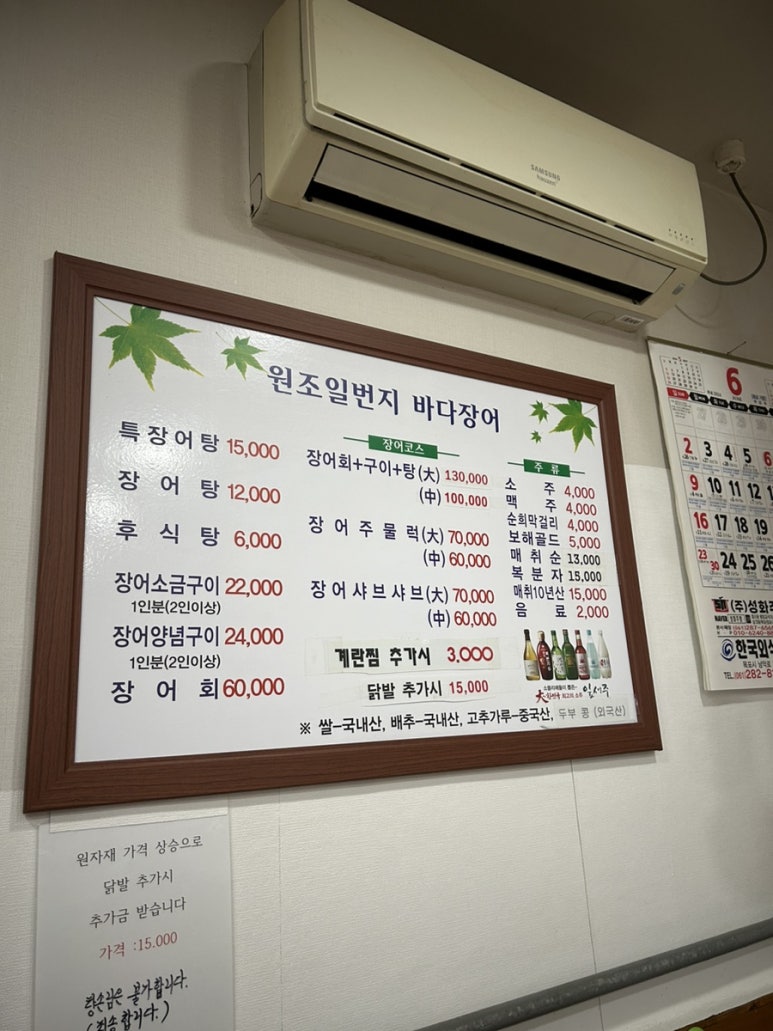 SAMSUNG
원조일번지 바다장어
특장어탕 15,000
장어탕 12,000
후식탕 6,000
장어소금구이 22,000
1인분(2인이상)
장어양념구이 24,000
1인분(2인이상)
장어회 60,000
장어코스
장어회+구이+탕(大) 130,000
(中) 100,000
장어주물럭(大) 70,000
(中) 60,000
장어샤브샤브(大) 70,000
(中) 60,000
계란찜 추가시 3.000
닭발 추가시 15,000
주류
소주 4,000
맥주 4,000
순희막걸리 4,000
보해골드 5,000
매취순 13,000
복분자 15,000
매취10년산 15,000
음료 2,000
잎새주
※ 쌀-국내산, 배추-국내산, 고추가루-중국산, 두부 콩 (외국산)
원자재 가격 상승으로
닭발 추가시
추가금 받습니다
가격 :15.000
불가합니다.
(죄송합니다)
6
2 3 4 5 6
9 10 11 12
16 17 18 19
23 30 24 25 26
(주)성화
한국외